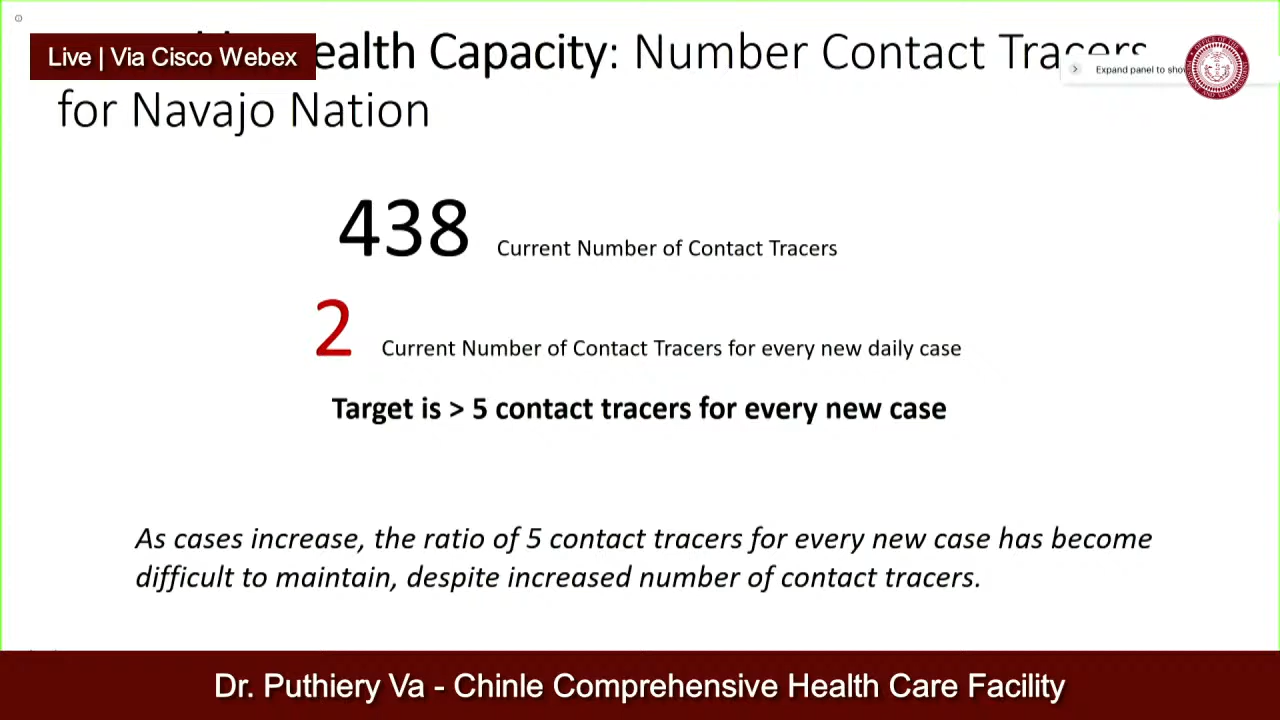 Live | Via Cisco Webex
Health Capacity: Number Contact Tracers
Expand panel to
for Navajo Nation
438 Current Number of Contact Tracers
2 Current Number of Contact Tracers for every new daily case
Target is > 5 contact tracers for every new case
As cases increase, the ratio of 5 contact tracers for every new case has become
difficult to maintain, despite increased number of contact tracers.
Dr. Puthiery Va - Chinle Comprehensive Health Care Facility